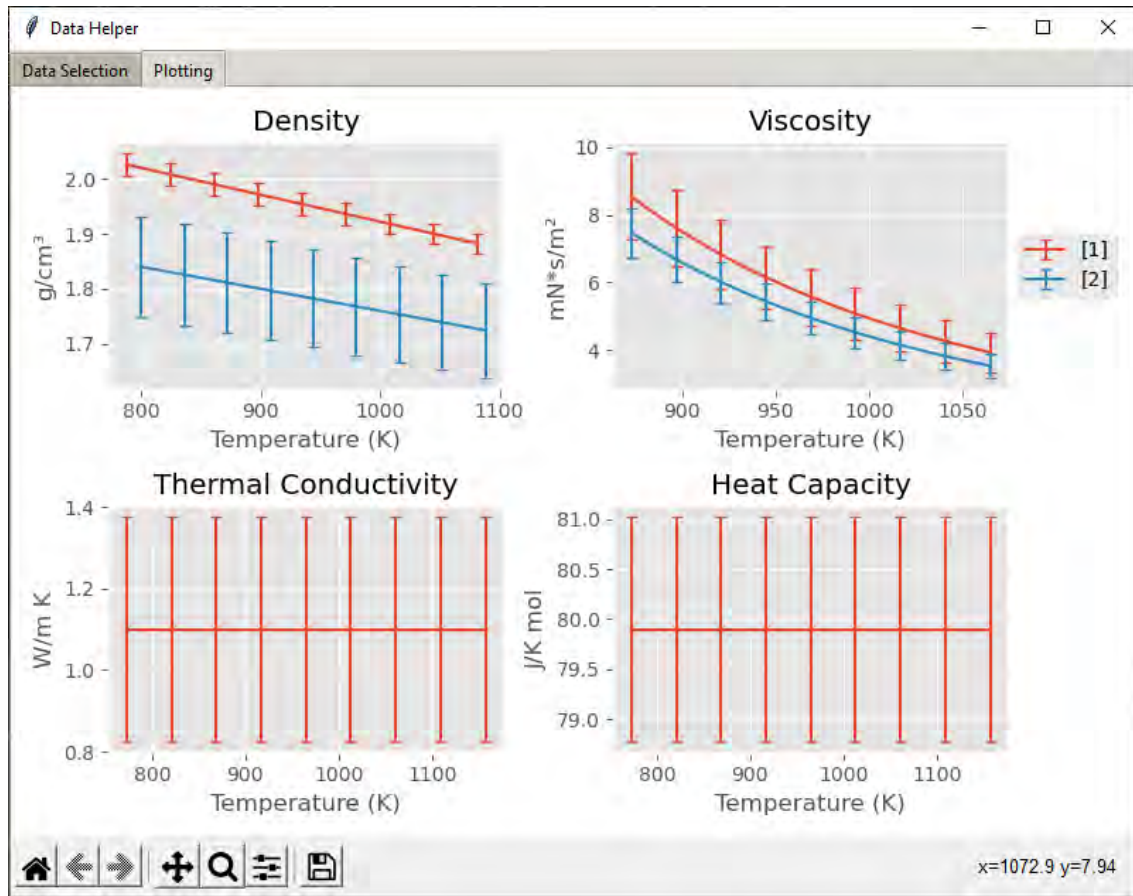 Data Helper
Data Selection Plotting
Density
2.0
1.9
1.8
1.7
g/cm³
800 900 1000 1100
Temperature (K)
Viscosity
10
8
6
4
mN*s/m²
900 950 1000 1050
Temperature (K)
[1]
[2]
Thermal Conductivity
1.4
1.2
1.0
0.8
W/m K
800 900 1000 1100
Temperature (K)
Heat Capacity
81.0
80.5
80.0
79.5
79.0
J/K mol
800 900 1000 1100
Temperature (K)
x=1072.9 y=7.94